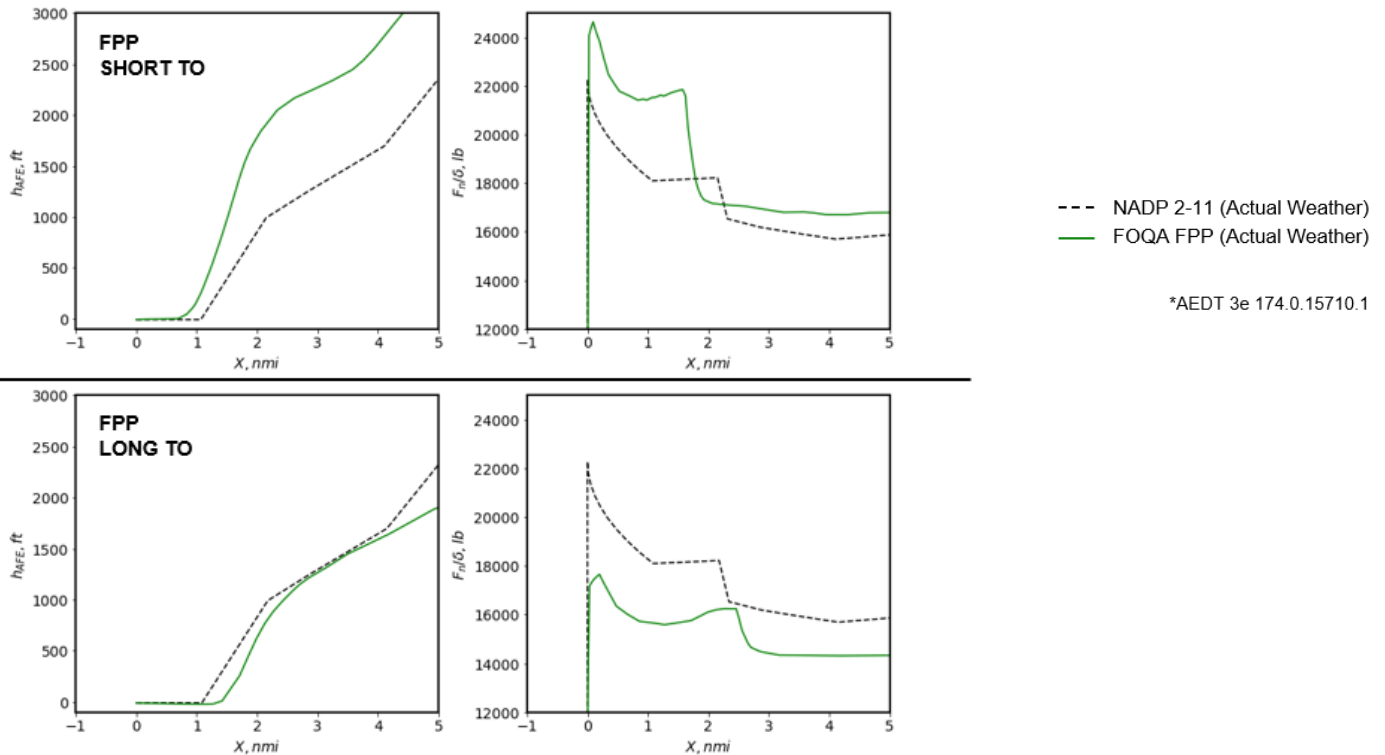 FPP
SHORT TO
3000
2500
2000
1500
1000
500
0
h_AFE, ft
−1 0 1 2 3 4 5
X, nmi
24000
22000
20000
18000
16000
14000
12000
F_n/δ, lb
−1 0 1 2 3 4 5
X, nmi
NADP 2-11 (Actual Weather)
FOQA FPP (Actual Weather)
*AEDT 3e 174.0.15710.1
FPP
LONG TO
3000
2500
2000
1500
1000
500
0
h_AFE, ft
−1 0 1 2 3 4 5
X, nmi
24000
22000
20000
18000
16000
14000
12000
F_n/δ, lb
−1 0 1 2 3 4 5
X, nmi